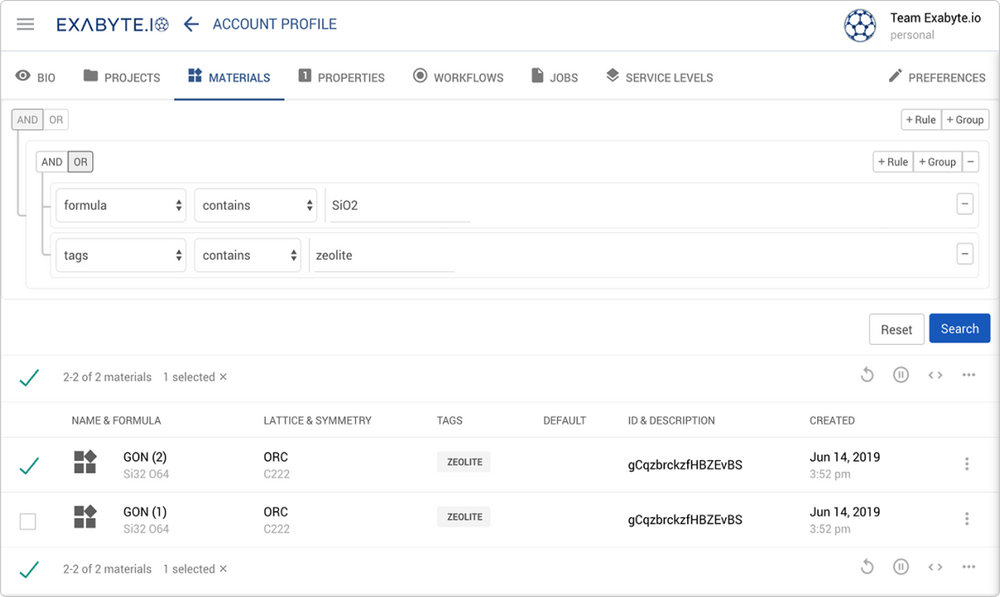 EXABYTE.IO ACCOUNT PROFILE Team Exabyte.io
personal
BIO PROJECTS MATERIALS 1 PROPERTIES WORKFLOWS JOBS SERVICE LEVELS PREFERENCES
AND OR + Rule + Group
AND OR + Rule + Group −
formula contains SiO2 −
tags contains zeolite −
Reset Search
2-2 of 2 materials 1 selected ×
NAME & FORMULA LATTICE & SYMMETRY TAGS DEFAULT ID & DESCRIPTION CREATED
GON (2) ORC ZEOLITE gCqzbrckzfHBZEvBS Jun 14, 2019
Si32 O64 C222 3:52 pm
GON (1) ORC ZEOLITE gCqzbrckzfHBZEvBS Jun 14, 2019
Si32 O64 C222 3:52 pm
2-2 of 2 materials 1 selected ×